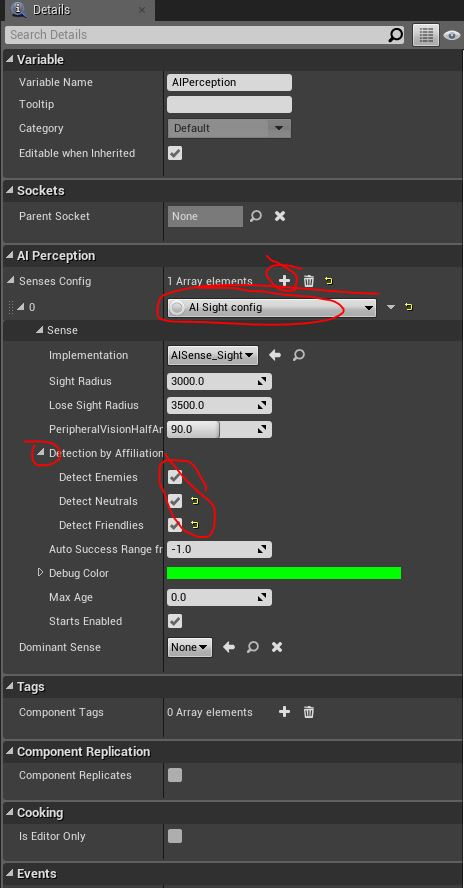 Details
Search Details
Variable
Variable Name AIPerception
Tooltip
Category Default
Editable when Inherited
Sockets
Parent Socket None
AI Perception
Senses Config 1 Array elements
0 AI Sight config
Sense
Implementation AISense_Sight
Sight Radius 3000.0
Lose Sight Radius 3500.0
PeripheralVisionHalfAr 90.0
Detection by Affiliation
Detect Enemies
Detect Neutrals
Detect Friendlies
Auto Success Range fr -1.0
Debug Color
Max Age 0.0
Starts Enabled
Dominant Sense None
Tags
Component Tags 0 Array elements
Component Replication
Component Replicates
Cooking
Is Editor Only
Events